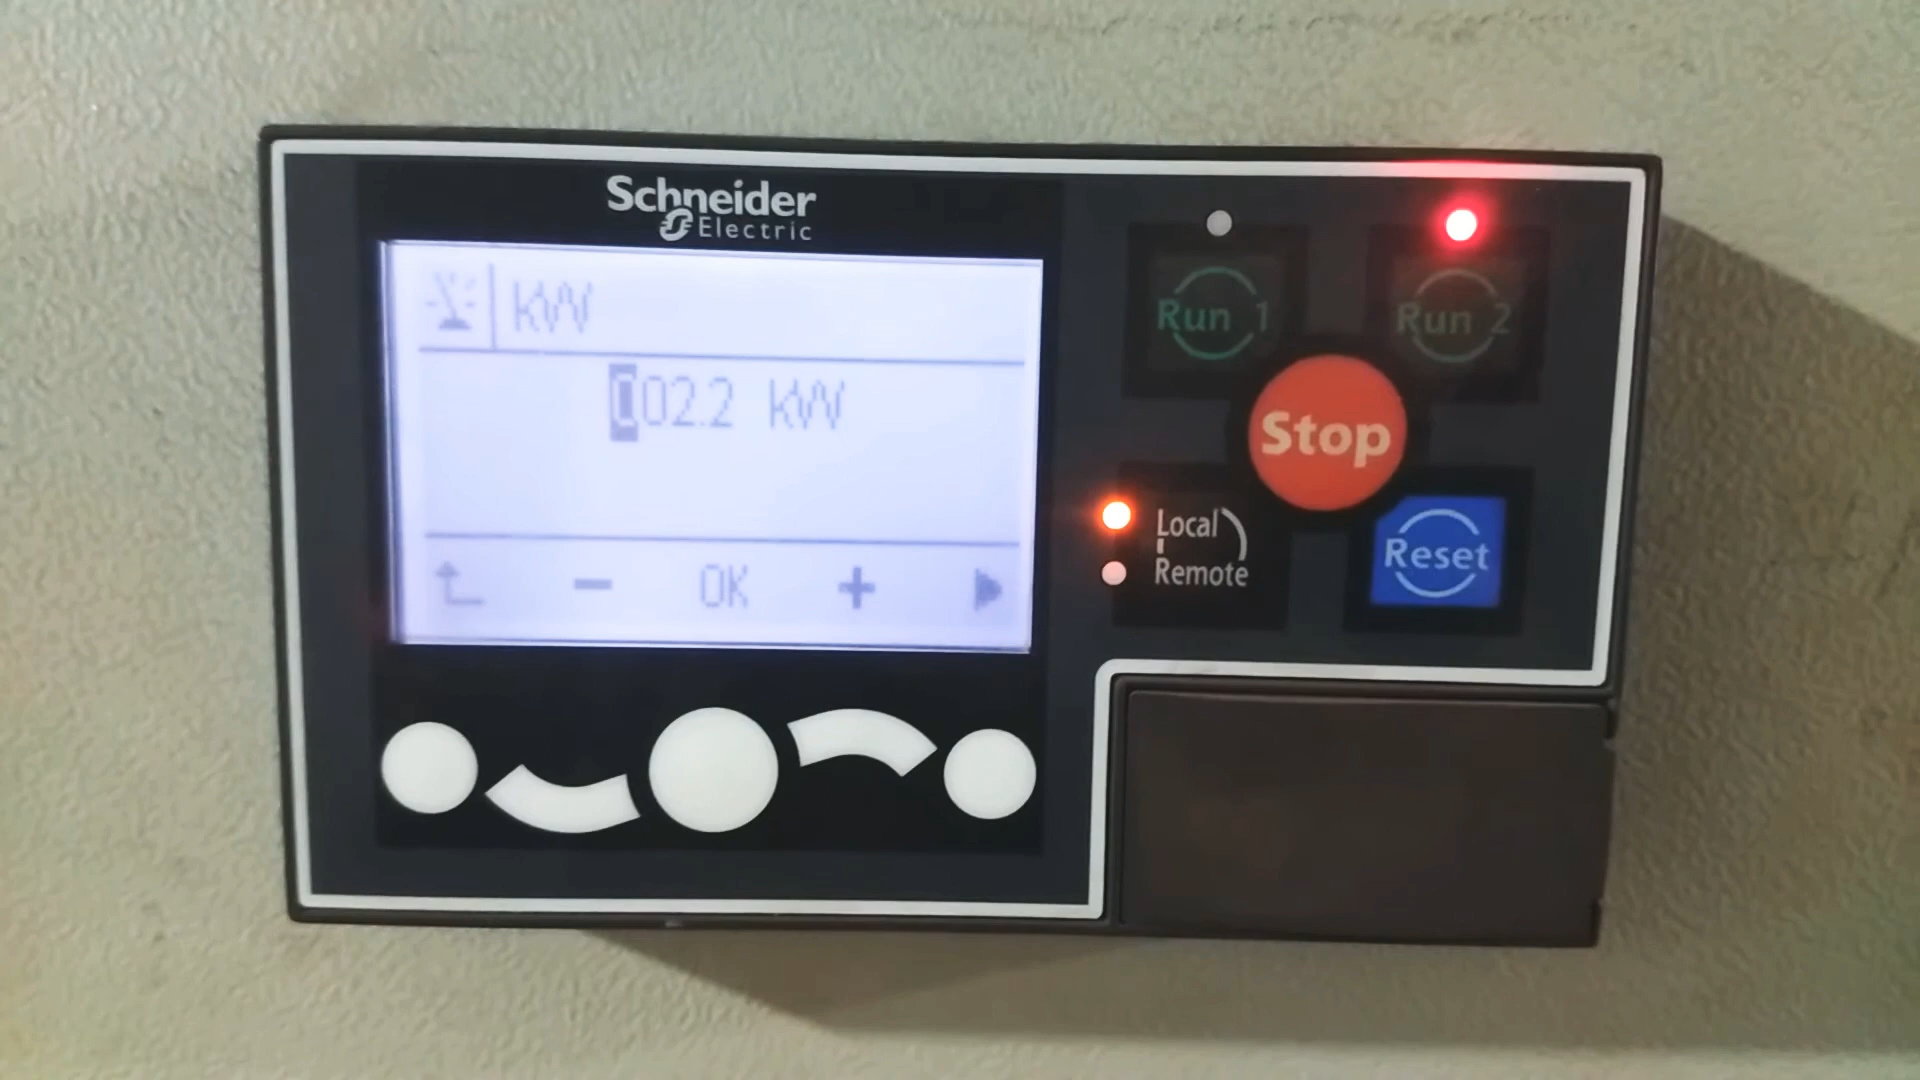 Schneider
Electric
kW
002.2 kW
OK
Run 1
Run 2
Stop
Local
Remote
Reset